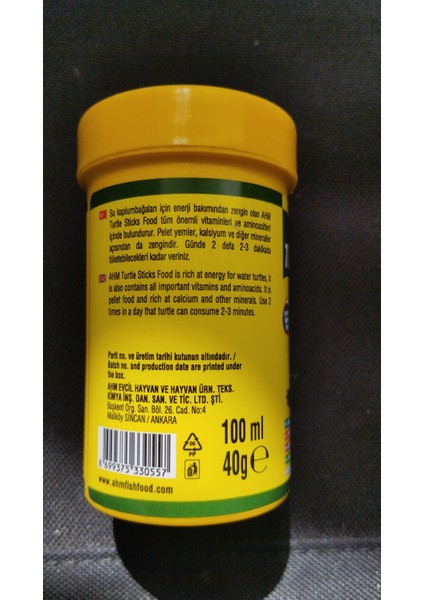 Su kaplumbağaları için enerji bakımından zengin olan AHM
Turtle Sticks Food tüm önemli vitaminleri ve aminoasitleri
içinde bulundurur. Pelet yemler, kalsiyum ve diğer mineraller
açısından da zengindir. Günde 2 defa 2-3 dakikada
tüketebilecekleri kadar veriniz.
AHM Turtle Sticks Food is rich at energy for water turtles. It
is also contains all important vitamins and aminoacids. It is
pellet food and rich at calcium and other minerals. Use 2
times in a day that turtle can consume 2-3 minutes.
Parti no. ve üretim tarihi kutunun altındadır. /
Batch no. and production date are printed under
the box.
AHM EVCİL HAYVAN VE HAYVAN ÜRN. TEKS.
KİMYA İNŞ. DAN. SAN. VE TİC. LTD. ŞTİ.
Başkent Org. San. Böl. 26. Cad. No:4
Malıköy SİNCAN / ANKARA
8 699375 330557
05
PP
100 ml
40g e
www.ahmfishfood.com